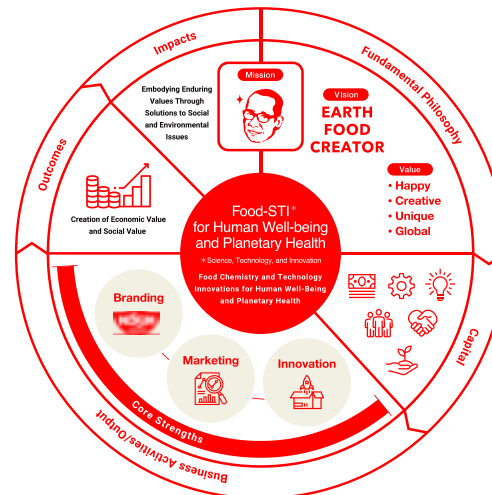 Impacts
Fundamental Philosophy
Outcomes
Capital
Business Activities/Output
Core Strengths
Embodying Enduring
Values Through
Solutions to Social
and Environmental
Issues
Mission
VIsion
EARTH
FOOD
CREATOR
Value
• Happy
• Creative
• Unique
• Global
Creation of Economic Value
and Social Value
Food-STI*
for Human Well-being
and Planetary Health
*Science, Technology, and Innovation
Food Chemistry and Technology
Innovations for Human Well-Being
and Planetary Health
Branding
Marketing
Innovation